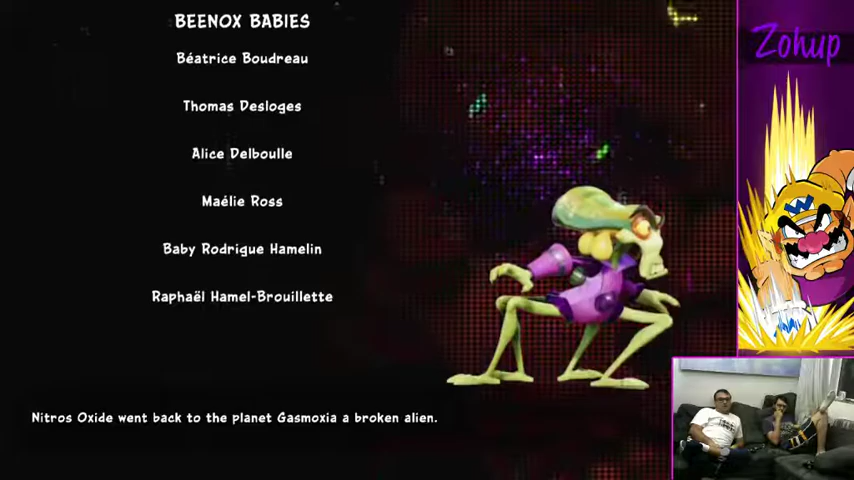 BEENOX BABIES
Béatrice Boudreau
Thomas Desloges
Alice Delboulle
Maélie Ross
Baby Rodrigue Hamelin
Raphaël Hamel-Brouillette
Nitros Oxide went back to the planet Gasmoxia a broken alien.
Zohup
W